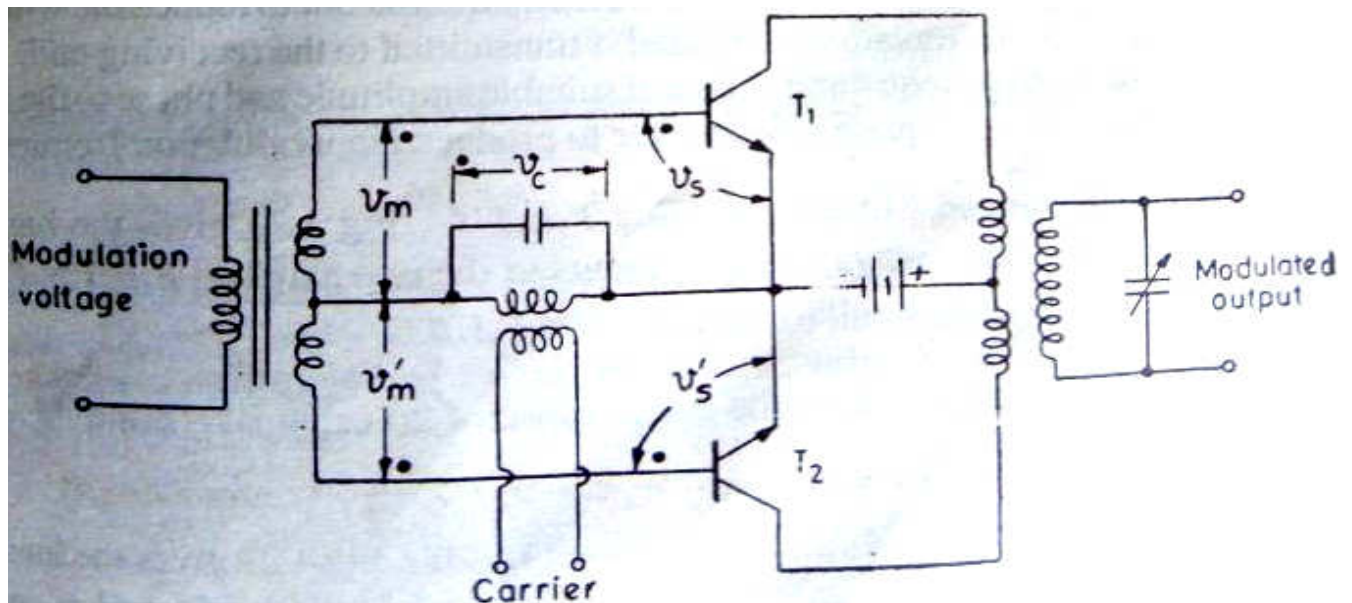 T₁
v_c
v_s
v_m
Modulation
voltage
+
Modulated
output
v'_m
v'_s
T₂
Carrier